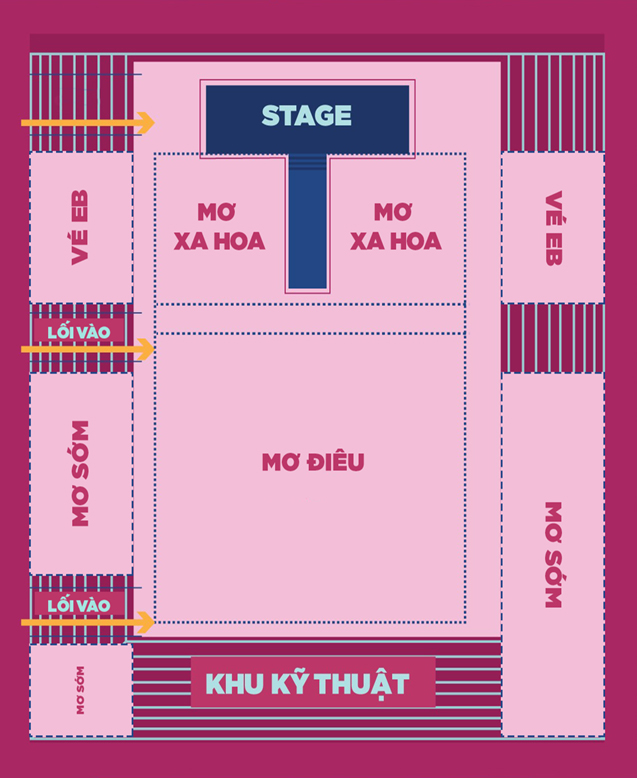 STAGE
MƠ
XA HOA
MƠ
XA HOA
VÉ EB
VÉ EB
LỐI VÀO
MƠ SỚM
MƠ ĐIÊU
MƠ SỚM
LỐI VÀO
MƠ SỚM
KHU KỸ THUẬT